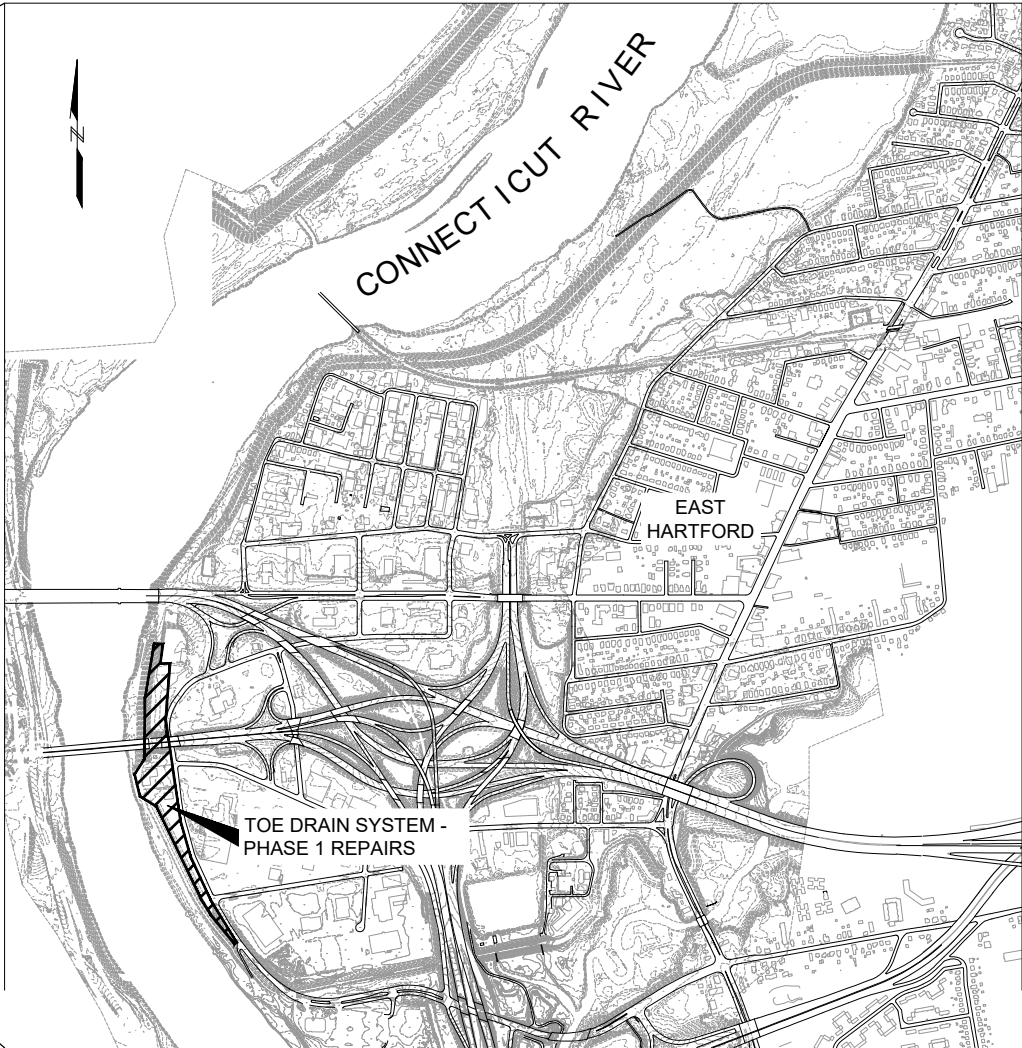 N
CONNECTICUT RIVER
EAST
HARTFORD
TOE DRAIN SYSTEM -
PHASE 1 REPAIRS